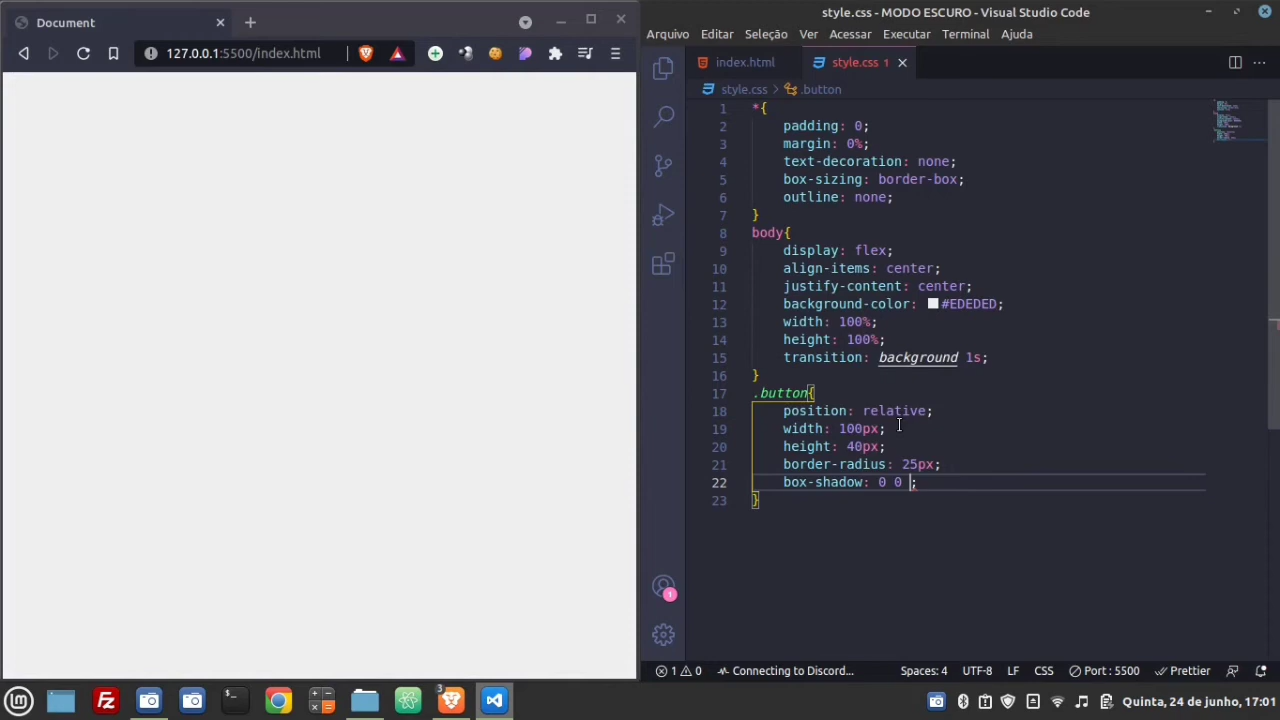 Document
127.0.0.1:5500/index.html
style.css - MODO ESCURO - Visual Studio Code
Arquivo Editar Seleção Ver Acessar Executar Terminal Ajuda
index.html
style.css 1
style.css > .button
1 *{
2 padding: 0;
3 margin: 0%;
4 text-decoration: none;
5 box-sizing: border-box;
6 outline: none;
7 }
8 body{
9 display: flex;
10 align-items: center;
11 justify-content: center;
12 background-color: #EDEDED;
13 width: 100%;
14 height: 100%;
15 transition: background 1s;
16 }
17 .button{
18 position: relative;
19 width: 100px;
20 height: 40px;
21 border-radius: 25px;
22 box-shadow: 0 0 ;
23 }
1
1 0 Connecting to Discord... Spaces: 4 UTF-8 LF CSS Port : 5500 Prettier
3
Quinta, 24 de junho, 17:01